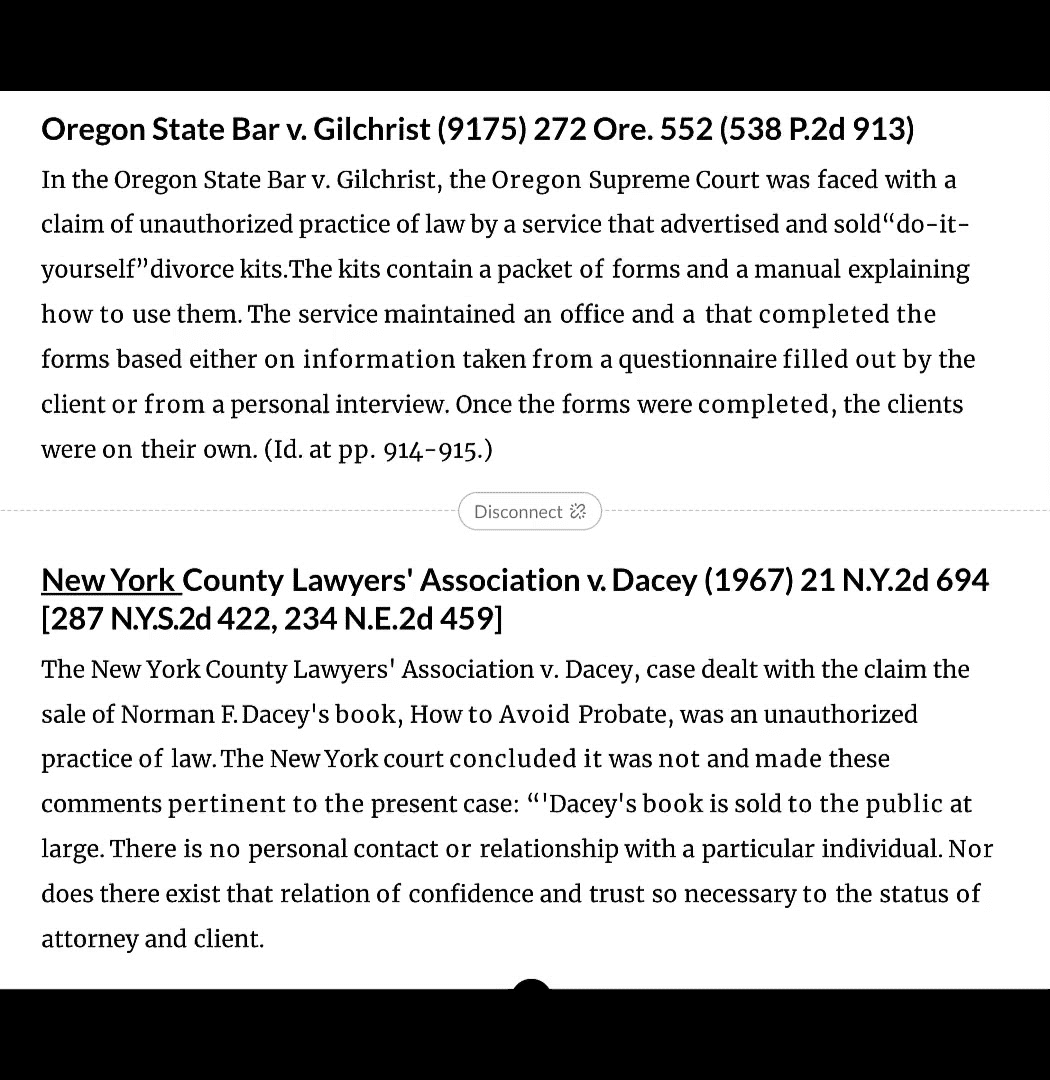 Oregon State Bar v. Gilchrist (9175) 272 Ore. 552 (538 P.2d 913)
In the Oregon State Bar v. Gilchrist, the Oregon Supreme Court was faced with a
claim of unauthorized practice of law by a service that advertised and sold“do-it-
yourself”divorce kits.The kits contain a packet of forms and a manual explaining
how to use them. The service maintained an office and a that completed the
forms based either on information taken from a questionnaire filled out by the
client or from a personal interview. Once the forms were completed, the clients
were on their own. (Id. at pp. 914-915.)
Disconnect
New York County Lawyers' Association v. Dacey (1967) 21 N.Y.2d 694
[287 N.Y.S.2d 422, 234 N.E.2d 459]
The New York County Lawyers' Association v. Dacey, case dealt with the claim the
sale of Norman F. Dacey's book, How to Avoid Probate, was an unauthorized
practice of law. The New York court concluded it was not and made these
comments pertinent to the present case: “'Dacey's book is sold to the public at
large. There is no personal contact or relationship with a particular individual. Nor
does there exist that relation of confidence and trust so necessary to the status of
attorney and client.